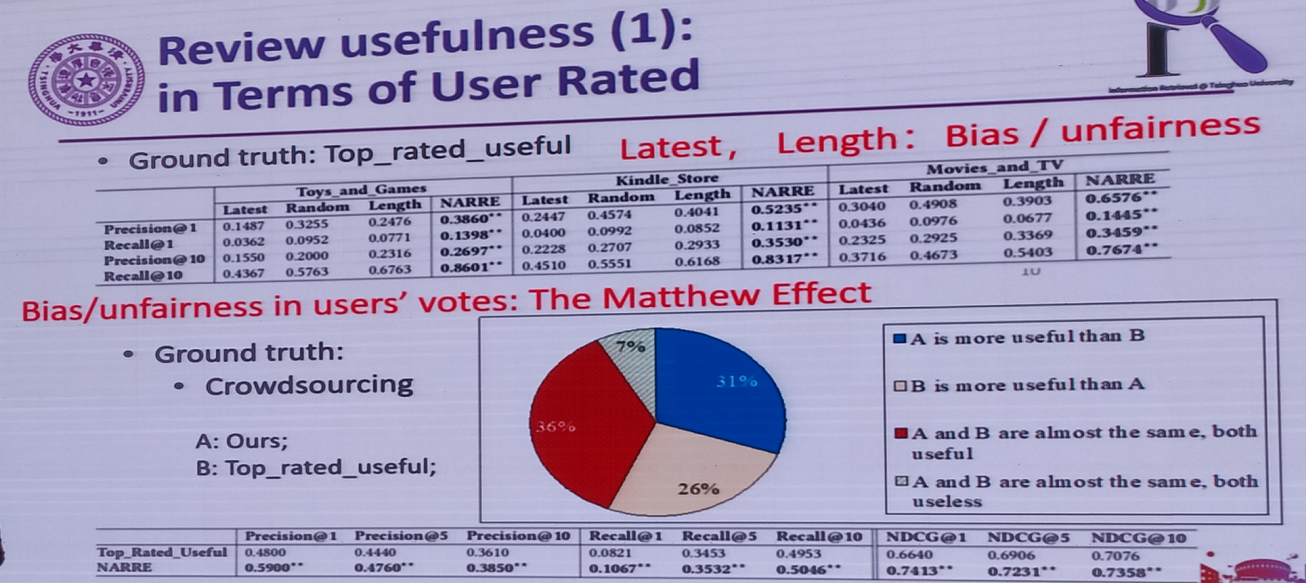 Review usefulness (1):
in Terms of User Rated
Information Retrieval @ Tsinghua University
• Ground truth: Top_rated_useful Latest, Length: Bias / unfairness
Toys_and_Games Kindle_Store Movies_and_TV
Latest Random Length NARRE Latest Random Length NARRE Latest Random Length NARRE
Precision@1 0.1487 0.3255 0.2476 0.3860** 0.2447 0.4574 0.4041 0.5235** 0.3040 0.4908 0.3903 0.6576**
Recall@1 0.0362 0.0952 0.0771 0.1398** 0.0400 0.0992 0.0852 0.1131** 0.0436 0.0976 0.0677 0.1445**
Precision@10 0.1550 0.2000 0.2316 0.2697** 0.2228 0.2707 0.2933 0.3530** 0.2325 0.2925 0.3369 0.3459**
Recall@10 0.4367 0.5763 0.6763 0.8601** 0.4510 0.5551 0.6168 0.8317** 0.3716 0.4673 0.5403 0.7674**
10
Bias/unfairness in users' votes: The Matthew Effect
• Ground truth:
• Crowdsourcing
A: Ours;
B: Top_rated_useful;
7%
31%
36%
26%
A is more useful than B
B is more useful than A
A and B are almost the same, both
useful
A and B are almost the same, both
useless
Precision@1 Precision@5 Precision@10 Recall@1 Recall@5 Recall@10 NDCG@1 NDCG@5 NDCG@10
Top_Rated_Useful 0.4800 0.4440 0.3610 0.0821 0.3453 0.4953 0.6640 0.6906 0.7076
NARRE 0.5900** 0.4760** 0.3850** 0.1067** 0.3532** 0.5046** 0.7413** 0.7231** 0.7358**